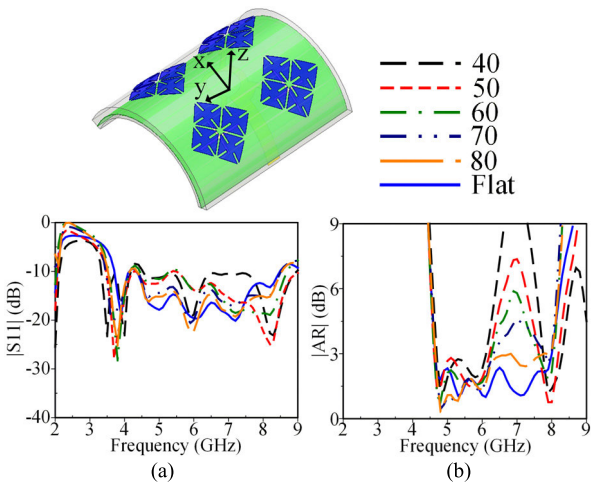 x
z
y
40
50
60
70
80
Flat
|S11| (dB)
0
-10
-20
-30
-40
2 3 4 5 6 7 8 9
Frequency (GHz)
(a)
|AR| (dB)
9
6
3
0
2 3 4 5 6 7 8 9
Frequency (GHz)
(b)